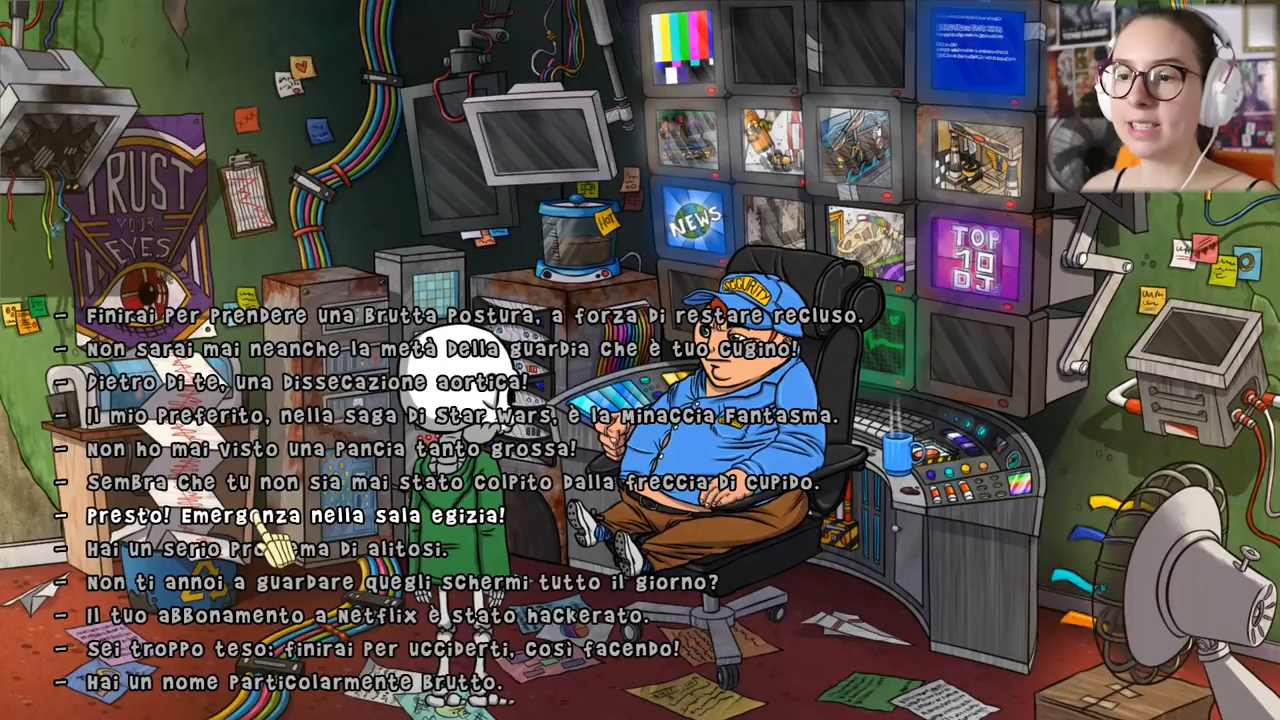 TRUST
YOUR
EYES
HOT
NEWS
TOP
10
DJ
SECURITY
– Finirai per prendere una brutta postura, a forza di restare recluso.
– Non sarai mai neanche la metà della guardia che è tuo cugino!
– Dietro di te, una dissecazione aortica!
– Il mio preferito, nella saga di Star Wars, è la Minaccia Fantasma.
– Non ho mai visto una pancia tanto grossa!
– Sembra che tu non sia mai stato colpito dalla freccia di Cupido.
– Presto! Emergenza nella sala egizia!
– Hai un serio pro ema di alitosi.
– Non ti annoi a guardare quegli schermi tutto il giorno?
– Il tuo abbonamento a Netflix è stato hackerato.
– Sei troppo teso: finirai per ucciderti, così facendo!
– Hai un nome particolarmente brutto.